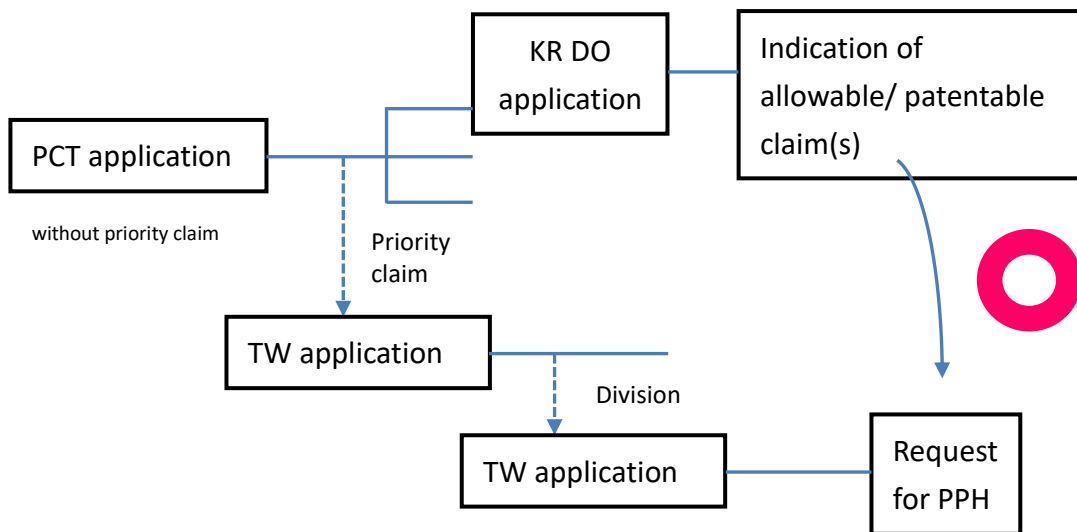 KR DO
application
Indication of
allowable/ patentable
claim(s)
PCT application
without priority claim
Priority
claim
TW application
Division
TW application
Request
for PPH